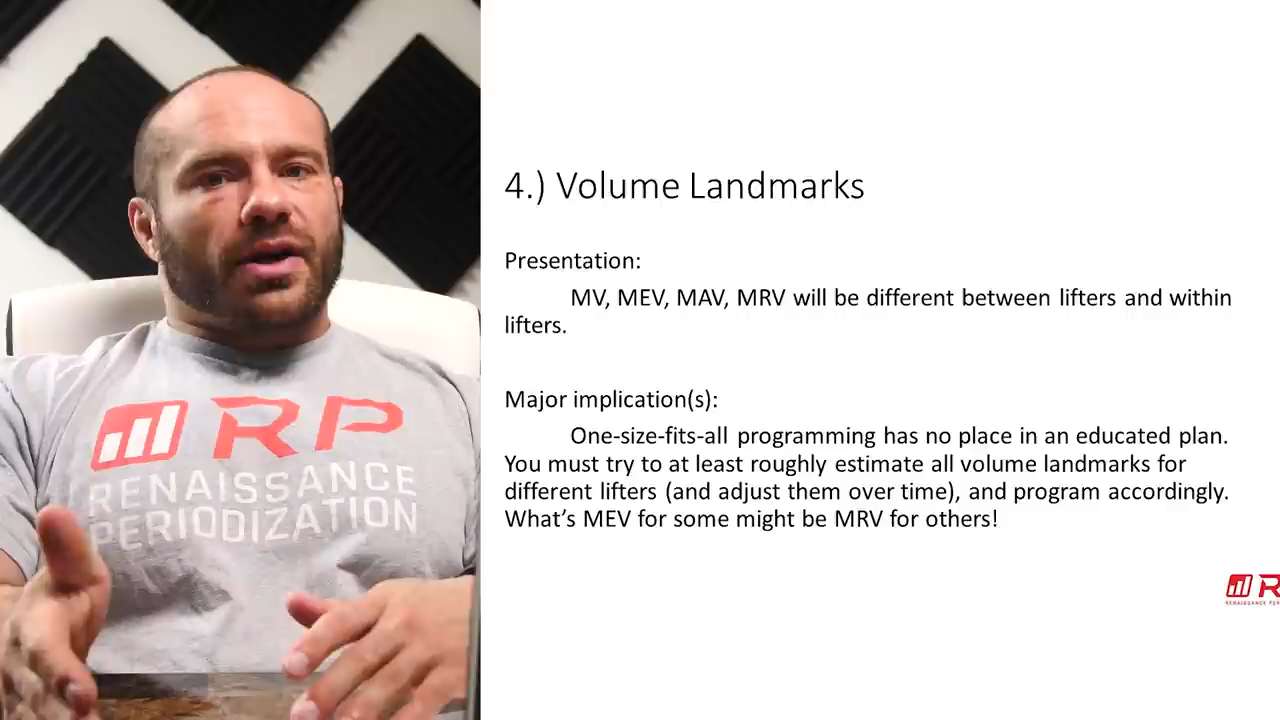 RP
RENAISSANCE
PERIODIZATION
4.) Volume Landmarks
Presentation:
MV, MEV, MAV, MRV will be different between lifters and within
lifters.
Major implication(s):
One-size-fits-all programming has no place in an educated plan.
You must try to at least roughly estimate all volume landmarks for
different lifters (and adjust them over time), and program accordingly.
What’s MEV for some might be MRV for others!